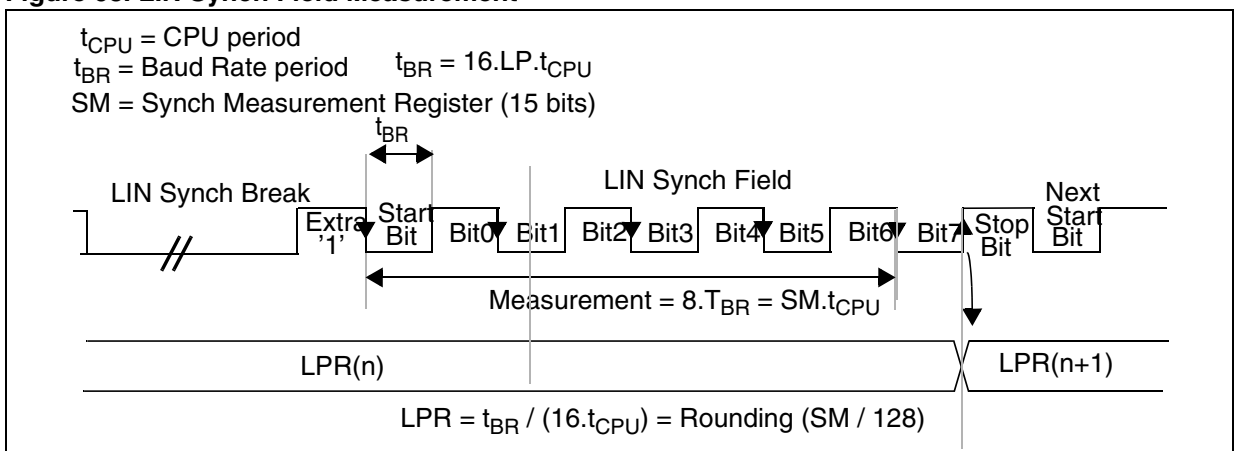 Figure 68. LIN Synch Field Measurement
tCPU = CPU period
tBR = Baud Rate period tBR = 16.LP.tCPU
SM = Synch Measurement Register (15 bits)
tBR
LIN Synch Break
LIN Synch Field
Next
Extra Start Stop Start
'1' Bit Bit0 Bit1 Bit2 Bit3 Bit4 Bit5 Bit6 Bit7 Bit Bit
Measurement = 8.TBR = SM.tCPU
LPR(n) LPR(n+1)
LPR = tBR / (16.tCPU) = Rounding (SM / 128)